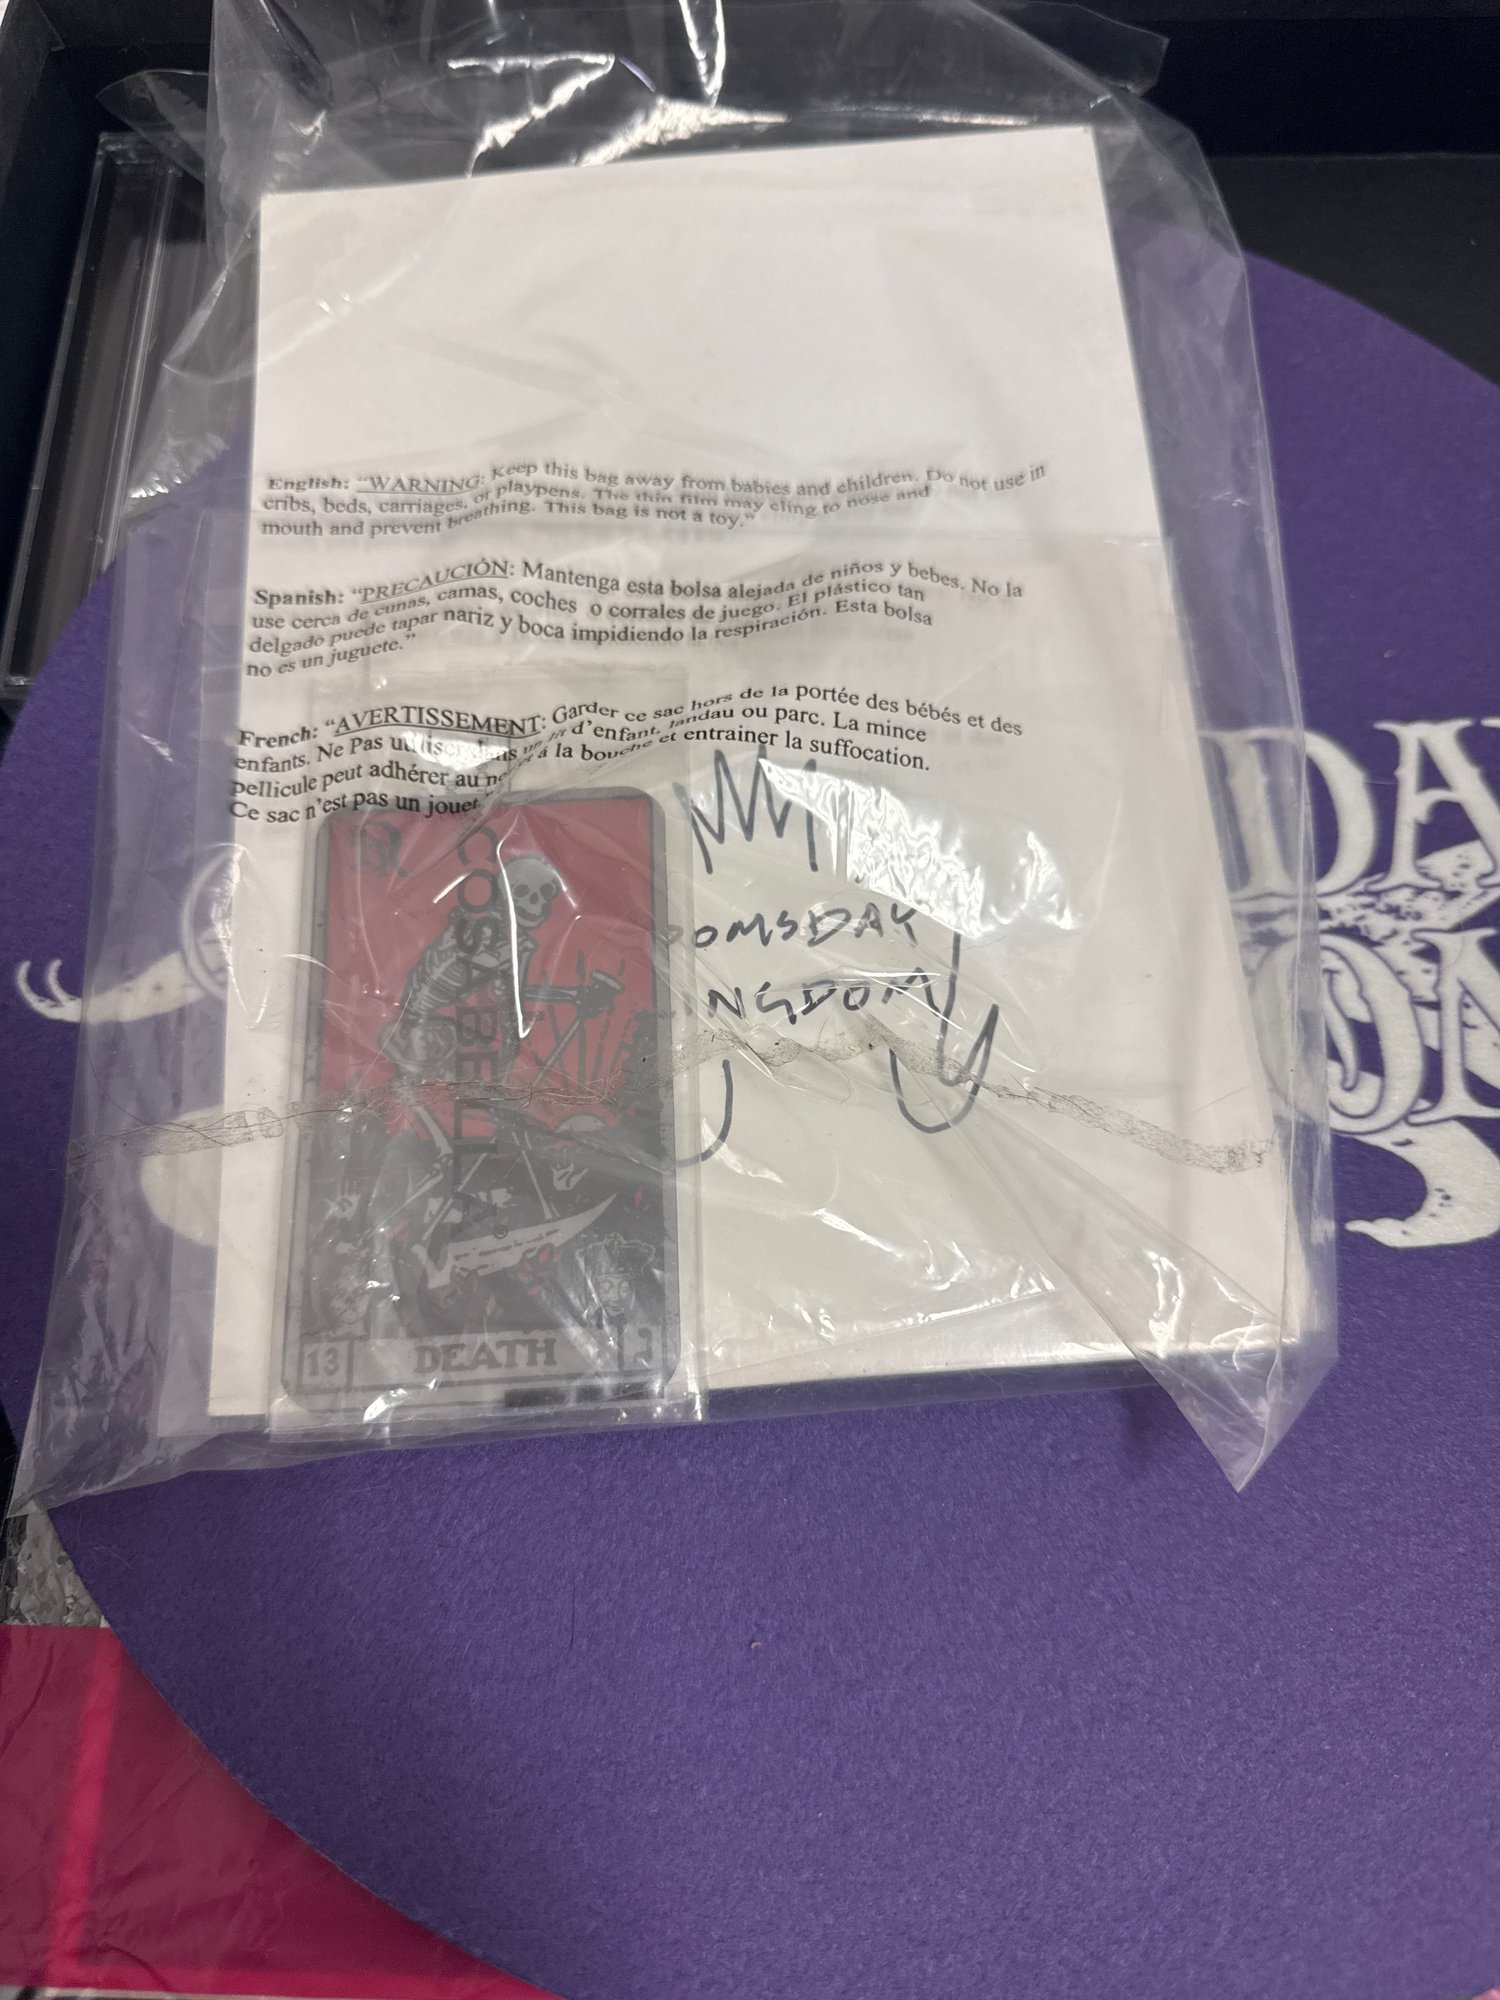 English: "WARNING: Keep this bag away from babies and children. Do not use in
cribs, beds, carriages, or playpens. The thin film may cling to nose and
mouth and prevent breathing. This bag is not a toy."
Spanish: "PRECAUCIÓN: Mantenga esta bolsa alejada de niños y bebes. No la
use cerca de cunas, camas, coches o corrales de juego. El plástico tan
delgado puede tapar nariz y boca impidiendo la respiración. Esta bolsa
no es un juguete."
French: "AVERTISSEMENT: Garder ce sac hors de la portée des bébés et des
enfants. Ne Pas utiliser dans un lit d'enfant, landau ou parc. La mince
pellicule peut adhérer au nez á la bouche et entrainer la suffocation.
Ce sac n'est pas un jouet."
COSABELLA
OMSDAY
INGDOM
13 DEATH
DA